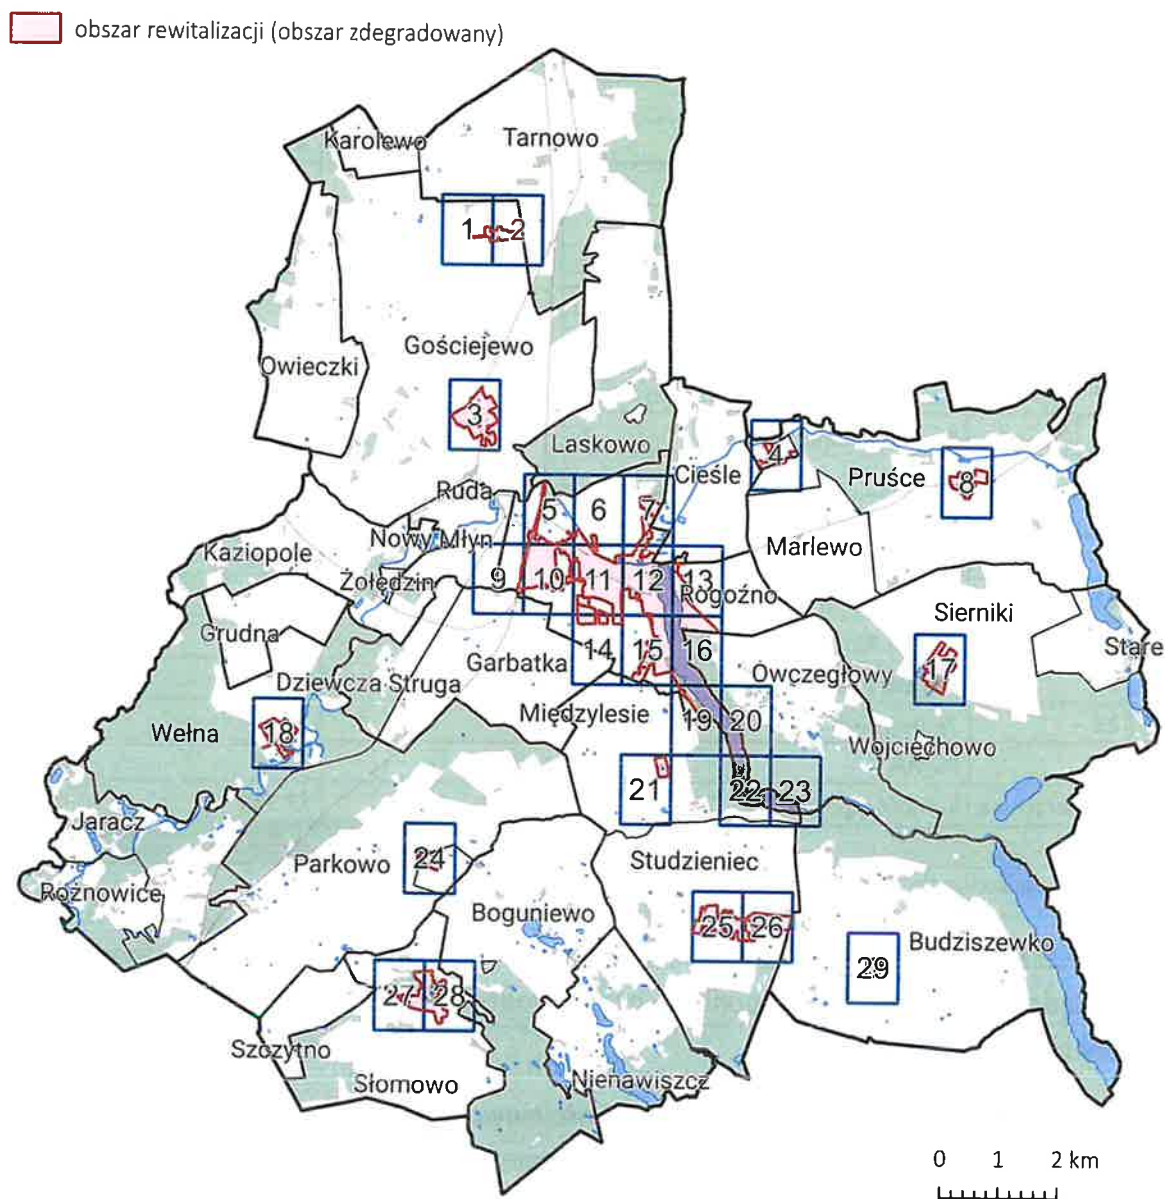 obszar rewitalizacji (obszar zdegradowany)
Karolewo
Tarnowo
1
2
Gościejewo
Owieczki
3
Laskowo
Cieśle
4
Pruśce
8
Ruda
5
6
7
Nowy Młyn
Marlewo
Kaziopole
Żołędzin
9
10
11
12
13
Rogoźno
Sierniki
Grudna
Garbatka
14
15
16
Stare
Dziewcza Struga
Owczegłowy
17
Wełna
18
Międzylesie
19
20
Wojciechowo
21
22
23
Jaracz
Parkowo
24
Studzieniec
Rożnowice
Boguniewo
25
26
Budziszewko
29
27
28
Szczytno
Słomowo
Nienawiszcz
0 1 2 km